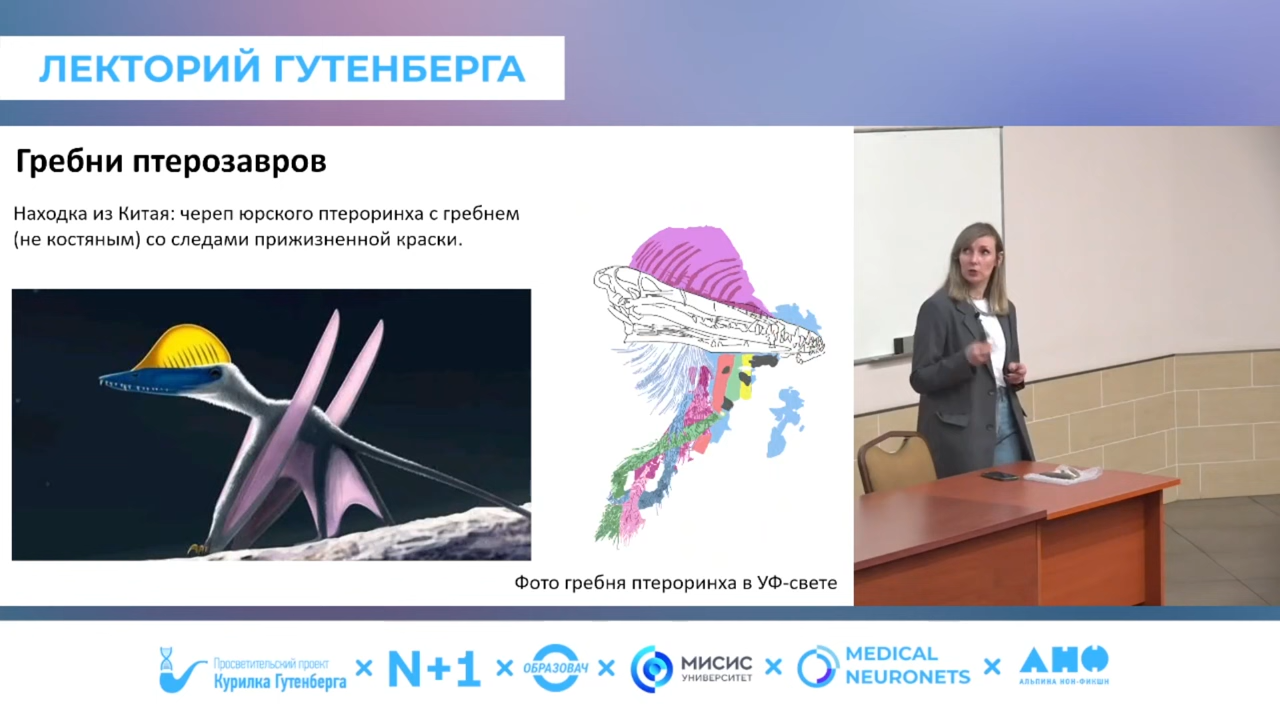 ЛЕКТОРИЙ ГУТЕНБЕРГА
Гребни птерозавров
Находка из Китая: череп юрского птероринха с гребнем
(не костяным) со следами прижизненной краски.
Фото гребня птероринха в УФ-свете
Просветительский проект
Курилка Гутенберга
×
N+1
×
ОБРАЗОВАЧ
×
МИСИС
УНИВЕРСИТЕТ
×
MEDICAL
NEURONETS
×
АНФ
АЛЬПИНА НОН-ФИКШН